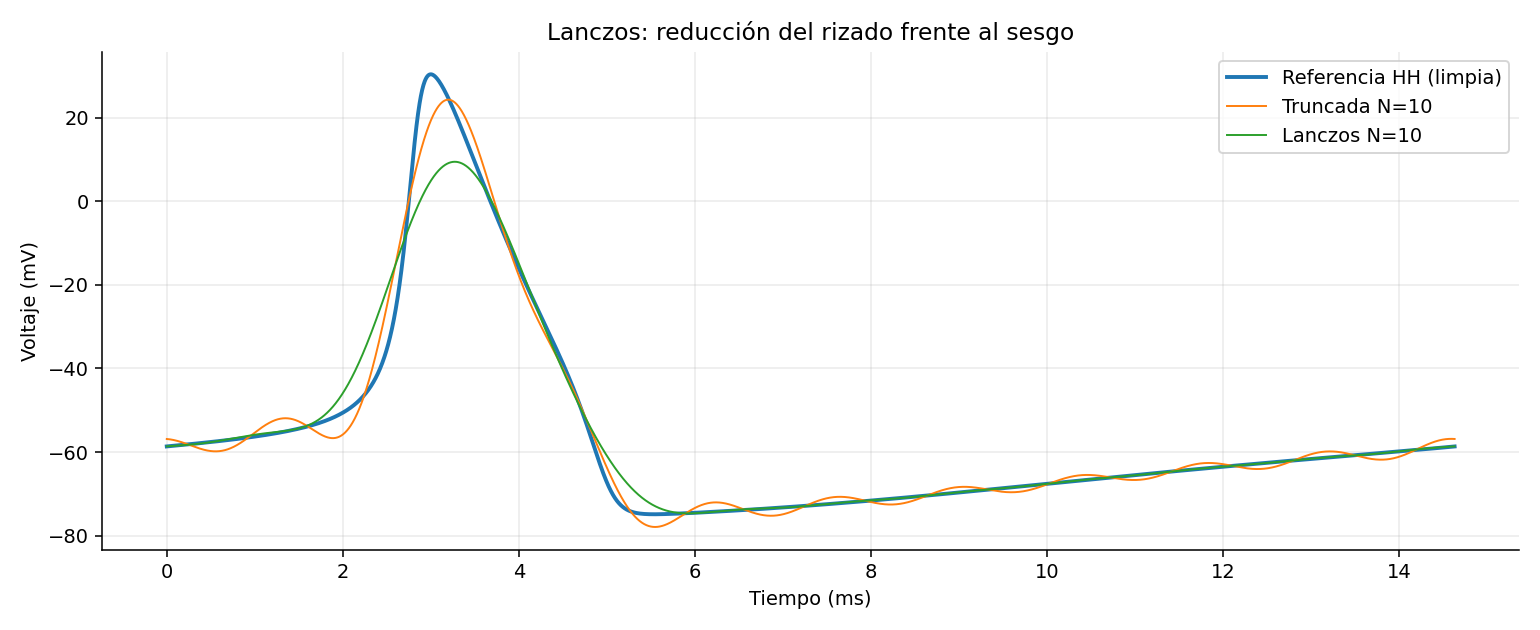 Lanczos: reducción del rizado frente al sesgo
Referencia HH (limpia)
Truncada N=10
Lanczos N=10
Voltaje (mV)
20
0
−20
−40
−60
−80
0 2 4 6 8 10 12 14
Tiempo (ms)